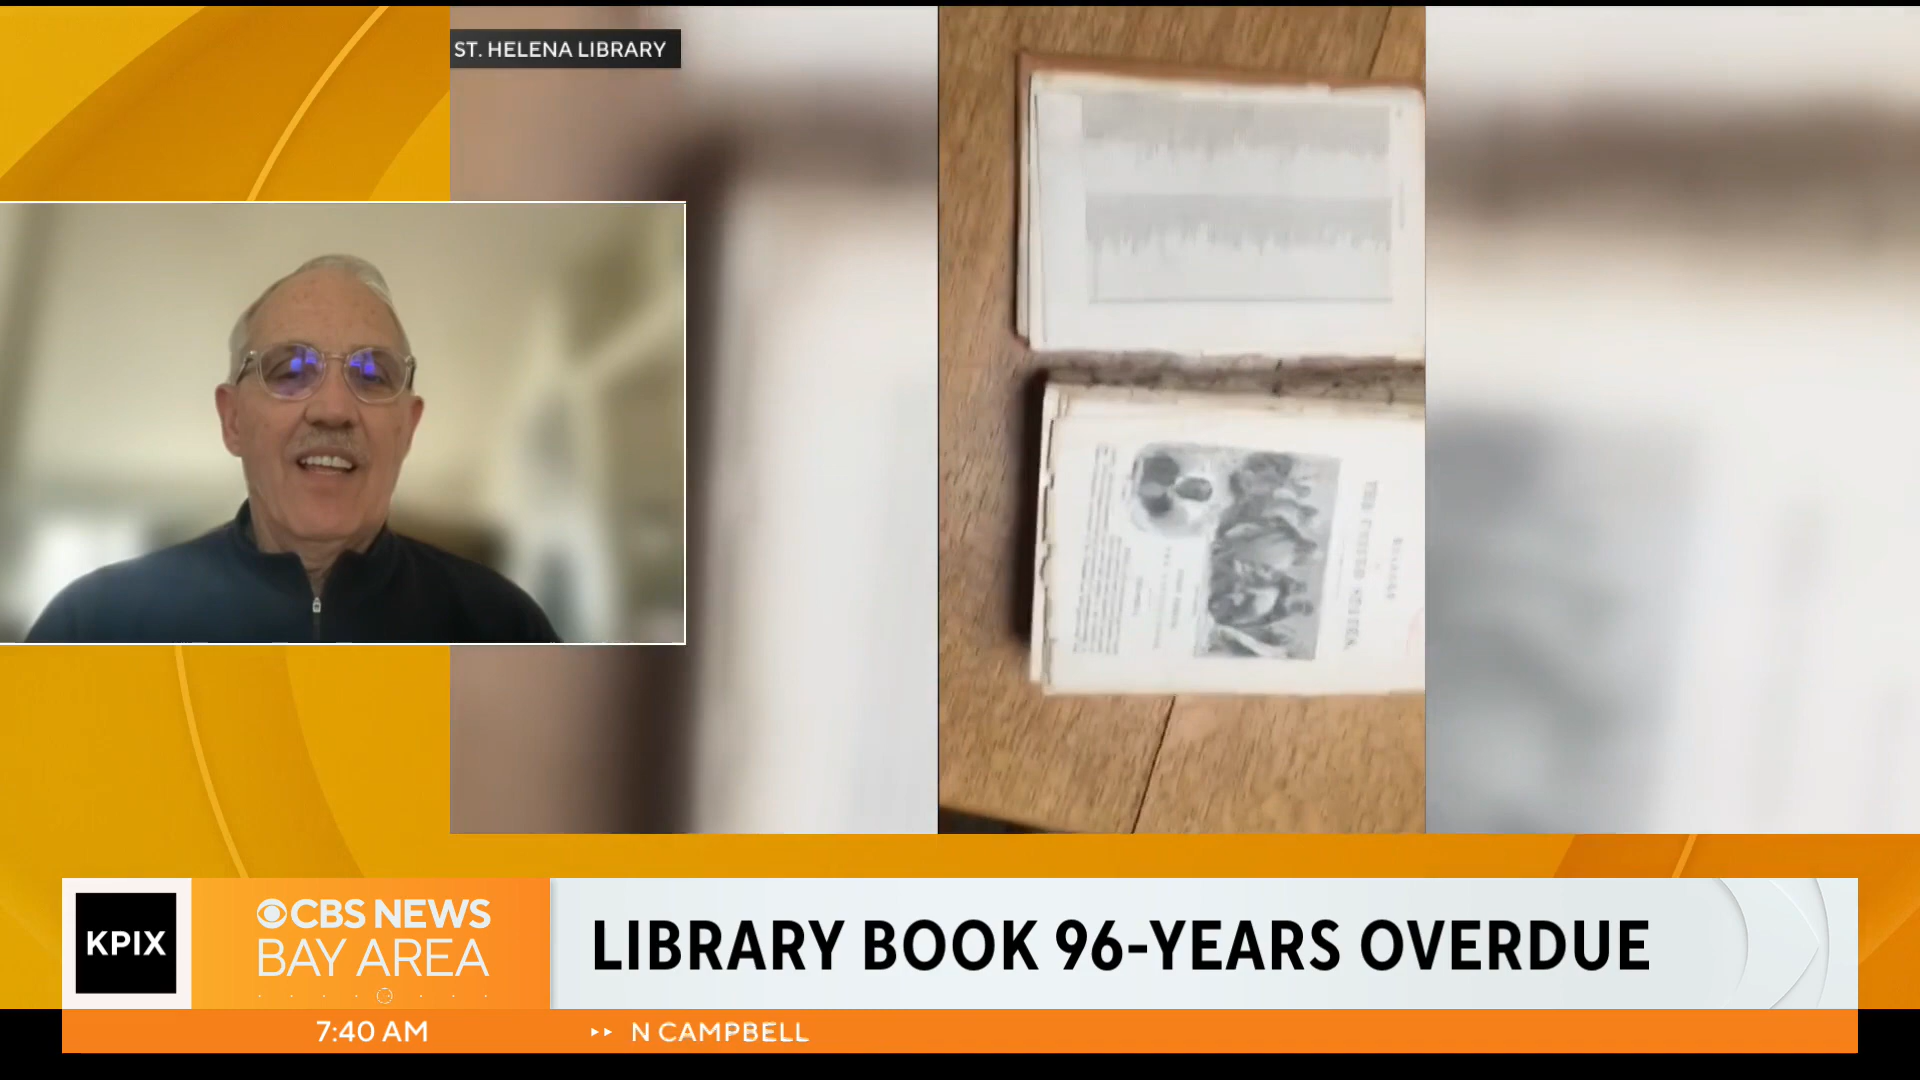 ST. HELENA LIBRARY
KPIX
CBS NEWS
BAY AREA
LIBRARY BOOK 96-YEARS OVERDUE
7:40 AM
N CAMPBELL